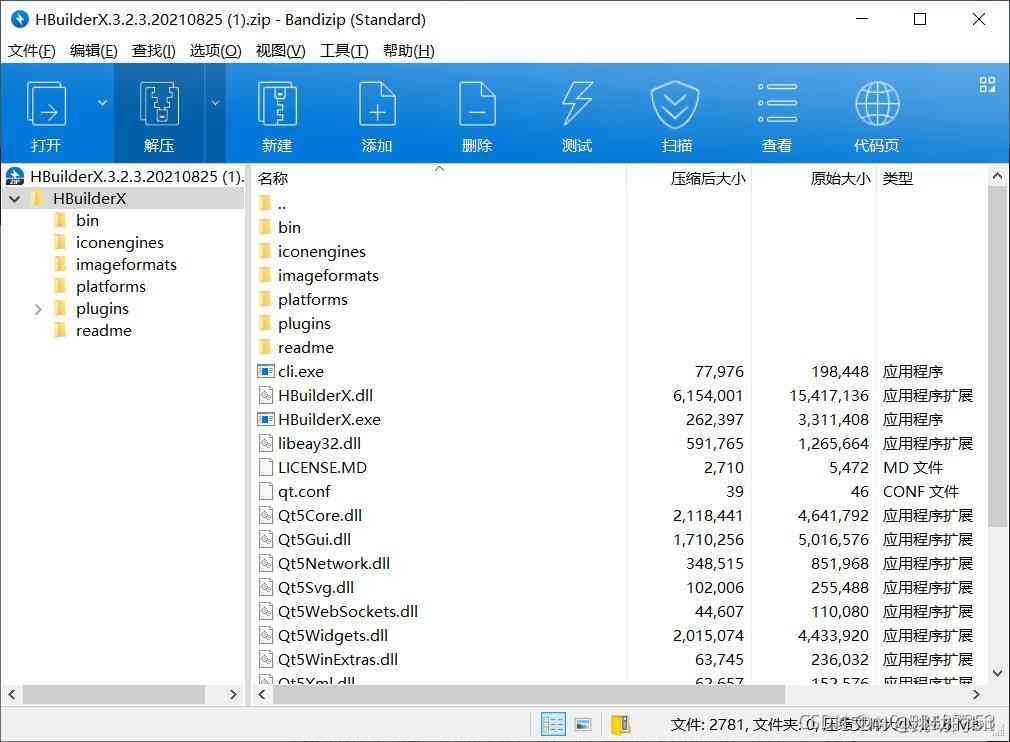 HBuilderX.3.2.3.20210825 (1).zip - Bandizip (Standard)
文件(F) 编辑(E) 查找(I) 选项(O) 视图(V) 工具(T) 帮助(H)
打开 解压 新建 添加 删除 测试 扫描 查看 代码页
HBuilderX.3.2.3.20210825 (1).
HBuilderX
bin
iconengines
imageformats
platforms
plugins
readme
名称 压缩后大小 原始大小 类型
..
bin
iconengines
imageformats
platforms
plugins
readme
cli.exe 77,976 198,448 应用程序
HBuilderX.dll 6,154,001 15,417,136 应用程序扩展
HBuilderX.exe 262,397 3,311,408 应用程序
libeay32.dll 591,765 1,265,664 应用程序扩展
LICENSE.MD 2,710 5,472 MD 文件
qt.conf 39 46 CONF 文件
Qt5Core.dll 2,118,441 4,641,792 应用程序扩展
Qt5Gui.dll 1,710,256 5,016,576 应用程序扩展
Qt5Network.dll 348,515 851,968 应用程序扩展
Qt5Svg.dll 102,006 255,488 应用程序扩展
Qt5WebSockets.dll 44,607 110,080 应用程序扩展
Qt5Widgets.dll 2,015,074 4,433,920 应用程序扩展
Qt5WinExtras.dll 63,745 236,032 应用程序扩展
Qt5Xml.dll 62,657 152,576 应用程序扩展
文件: 2781, 文件夹: 0, 压缩文件大小